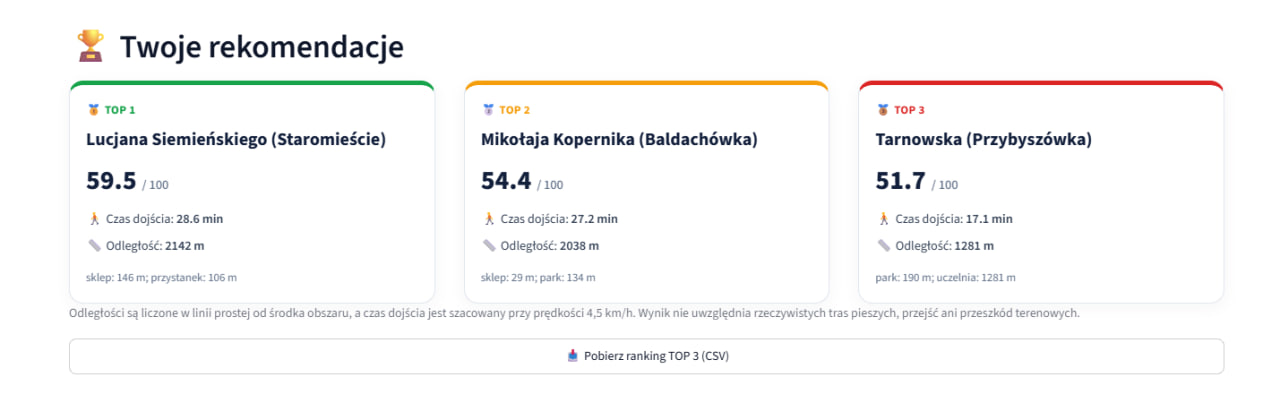 Twoje rekomendacje
TOP 1
Lucjana Siemieńskiego (Staromieście)
59.5 / 100
Czas dojścia: 28.6 min
Odległość: 2142 m
sklep: 146 m; przystanek: 106 m
TOP 2
Mikołaja Kopernika (Baldachówka)
54.4 / 100
Czas dojścia: 27.2 min
Odległość: 2038 m
sklep: 29 m; park: 134 m
TOP 3
Tarnowska (Przybyszówka)
51.7 / 100
Czas dojścia: 17.1 min
Odległość: 1281 m
park: 190 m; uczelnia: 1281 m
Odległości są liczone w linii prostej od środka obszaru, a czas dojścia jest szacowany przy prędkości 4,5 km/h. Wynik nie uwzględnia rzeczywistych tras pieszych, przejść ani przeszkód terenowych.
Pobierz ranking TOP 3 (CSV)